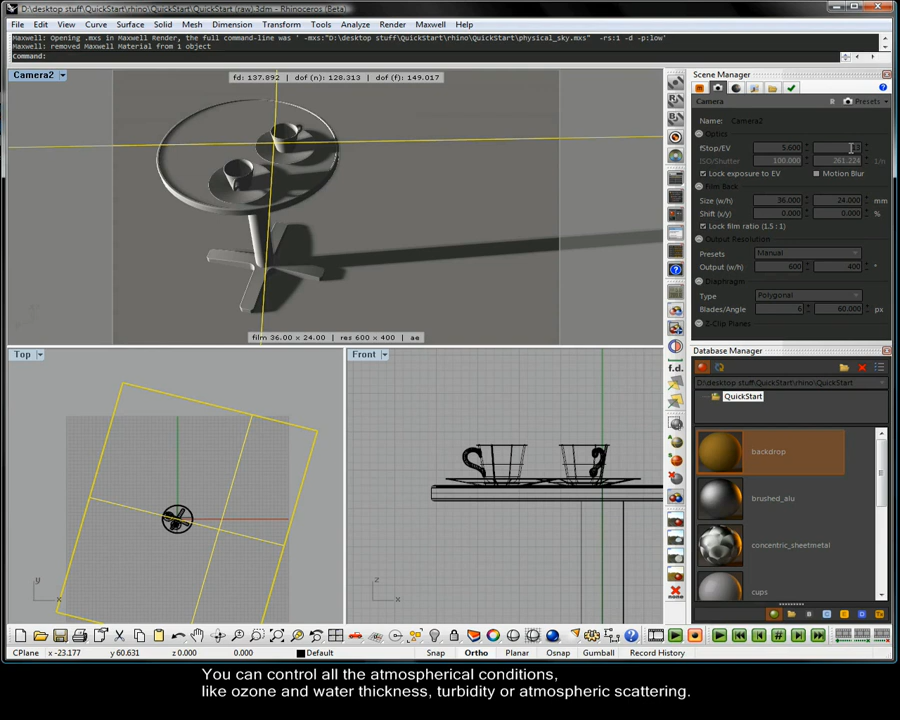 D:\desktop stuff\QuickStart\rhino\QuickStart\QuickStart (raw).3dm - Rhinoceros (Beta)
File Edit View Curve Surface Solid Mesh Dimension Transform Tools Analyze Render Maxwell Help
Maxwell: Opening .mxs in Maxwell Render, the full command-line was ' -mxs:"D:\desktop stuff\QuickStart\rhino\QuickStart\physical_sky.mxs" -rs:1 -d -p:low'
Maxwell: removed Maxwell Material from 1 object
Command:
Camera2
fd: 137.892 | dof (n): 128.313 | dof (f): 149.017
film 36.00 x 24.00 | res 600 x 400 | ae
Scene Manager
Camera
R Presets
Name: Camera2
Optics
fStop/EV 5.600
ISO/Shutter 100.000 261.224 1/n
Lock exposure to EV Motion Blur
Film Back
Size (w/h) 36.000 24.000 mm
Shift (x/y) 0.000 0.000 %
Lock film ratio (1.5 : 1)
Output Resolution
Presets Manual
Output (w/h) 600 400
Diaphragm
Type Polygonal
Blades/Angle 6 60.000 px
Z-Clip Planes
f.d.
Top
y
x
Front
z
x
Database Manager
D:\desktop stuff\QuickStart\rhino\QuickStart
QuickStart
backdrop
brushed_alu
concentric_sheetmetal
cups
CPlane x -23.177 y 60.631 z 0.000 0.000 Default Snap Ortho Planar Osnap Gumball Record History
You can control all the atmospherical conditions,
like ozone and water thickness, turbidity or atmospheric scattering.